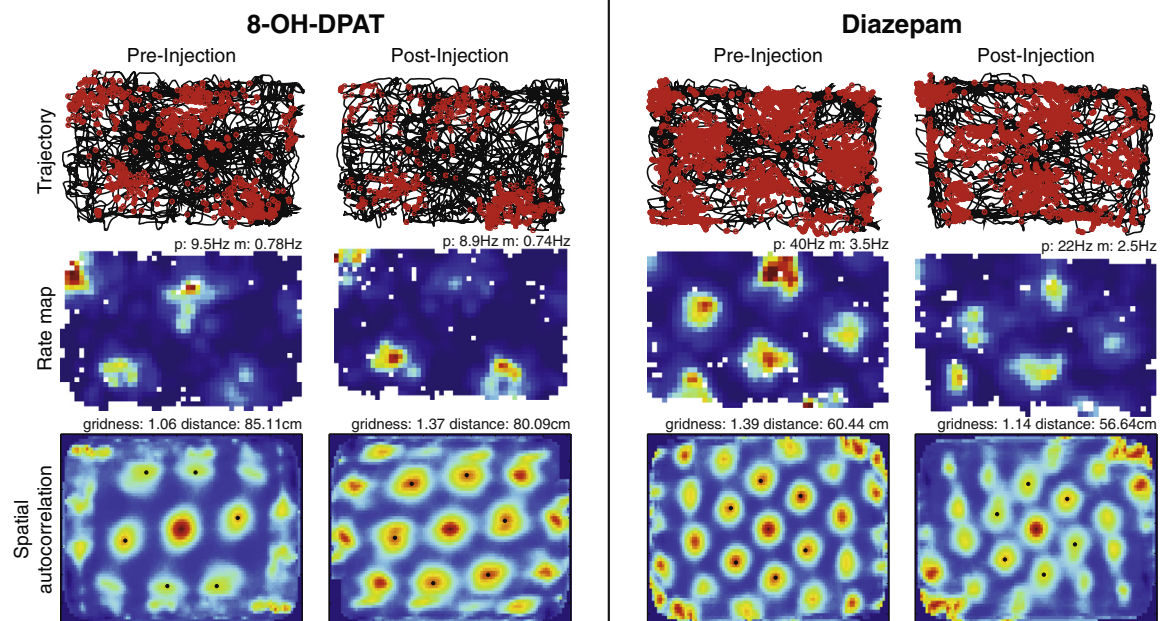 8-OH-DPAT
Diazepam
Pre-Injection
Post-Injection
Pre-Injection
Post-Injection
Trajectory
p: 9.5Hz m: 0.78Hz
p: 8.9Hz m: 0.74Hz
p: 40Hz m: 3.5Hz
p: 22Hz m: 2.5Hz
Rate map
gridness: 1.06 distance: 85.11cm
gridness: 1.37 distance: 80.09cm
gridness: 1.39 distance: 60.44 cm
gridness: 1.14 distance: 56.64cm
Spatial
autocorrelation